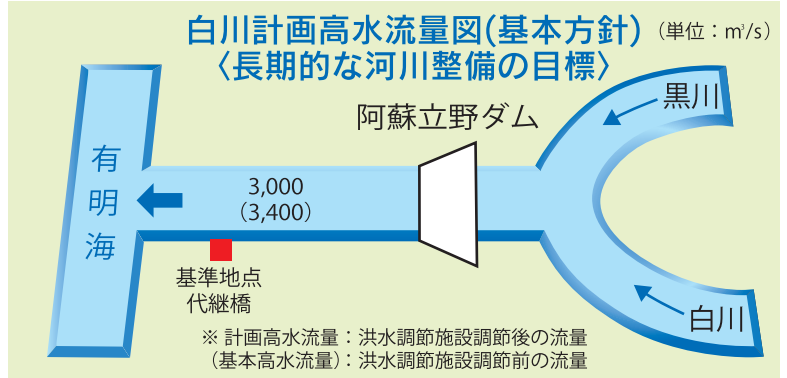 白川計画高水流量図(基本方針)
（単位：m³/s）
〈長期的な河川整備の目標〉
黒川
阿蘇立野ダム
有明海
3,000
（3,400）
基準地点
代継橋
白川
※ 計画高水流量：洪水調節施設調節後の流量
（基本高水流量）：洪水調節施設調節前の流量